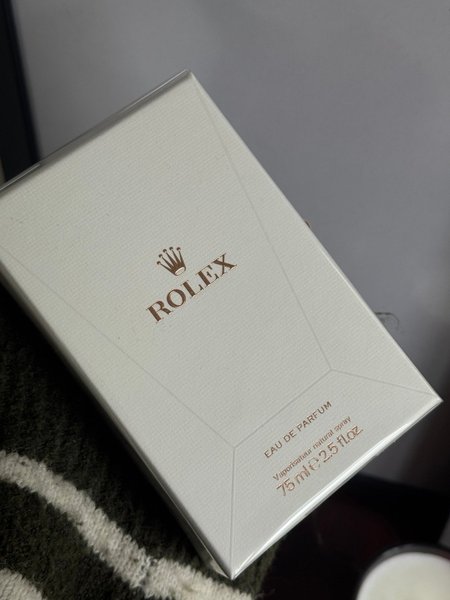 ROLEX
EAU DE PARFUM
Vaporisateur natural spray
75 ml ℮ 2.5 fl.oz.